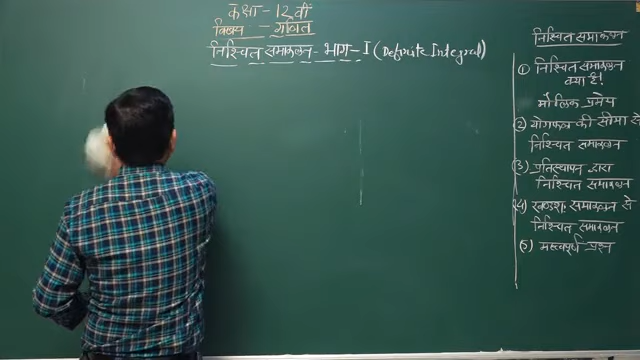 कक्षा - 12 वीं
विषय - गणित
निश्चित समाकलन - भाग - I (Definite Integral)
निश्चित समाकलन
(1) निश्चित समाकलन
क्या है।
मौलिक प्रमेय
(2) योगफल की सीमा से
निश्चित समाकलन
(3) प्रतिस्थापन द्वारा
निश्चित समाकलन
(4) खण्डशः समाकलन से
निश्चित समाकलन
(5) महत्वपूर्ण प्रश्न